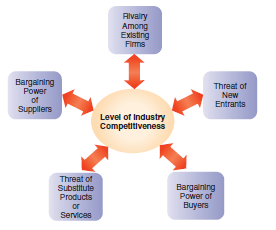 Rivalry
Among
Existing
Firms
Bargaining
Power
of
Suppliers
Threat of
New
Entrants
Level of Industry
Competitiveness
Threat of
Substitute
Products
or
Services
Bargaining
Power of
Buyers